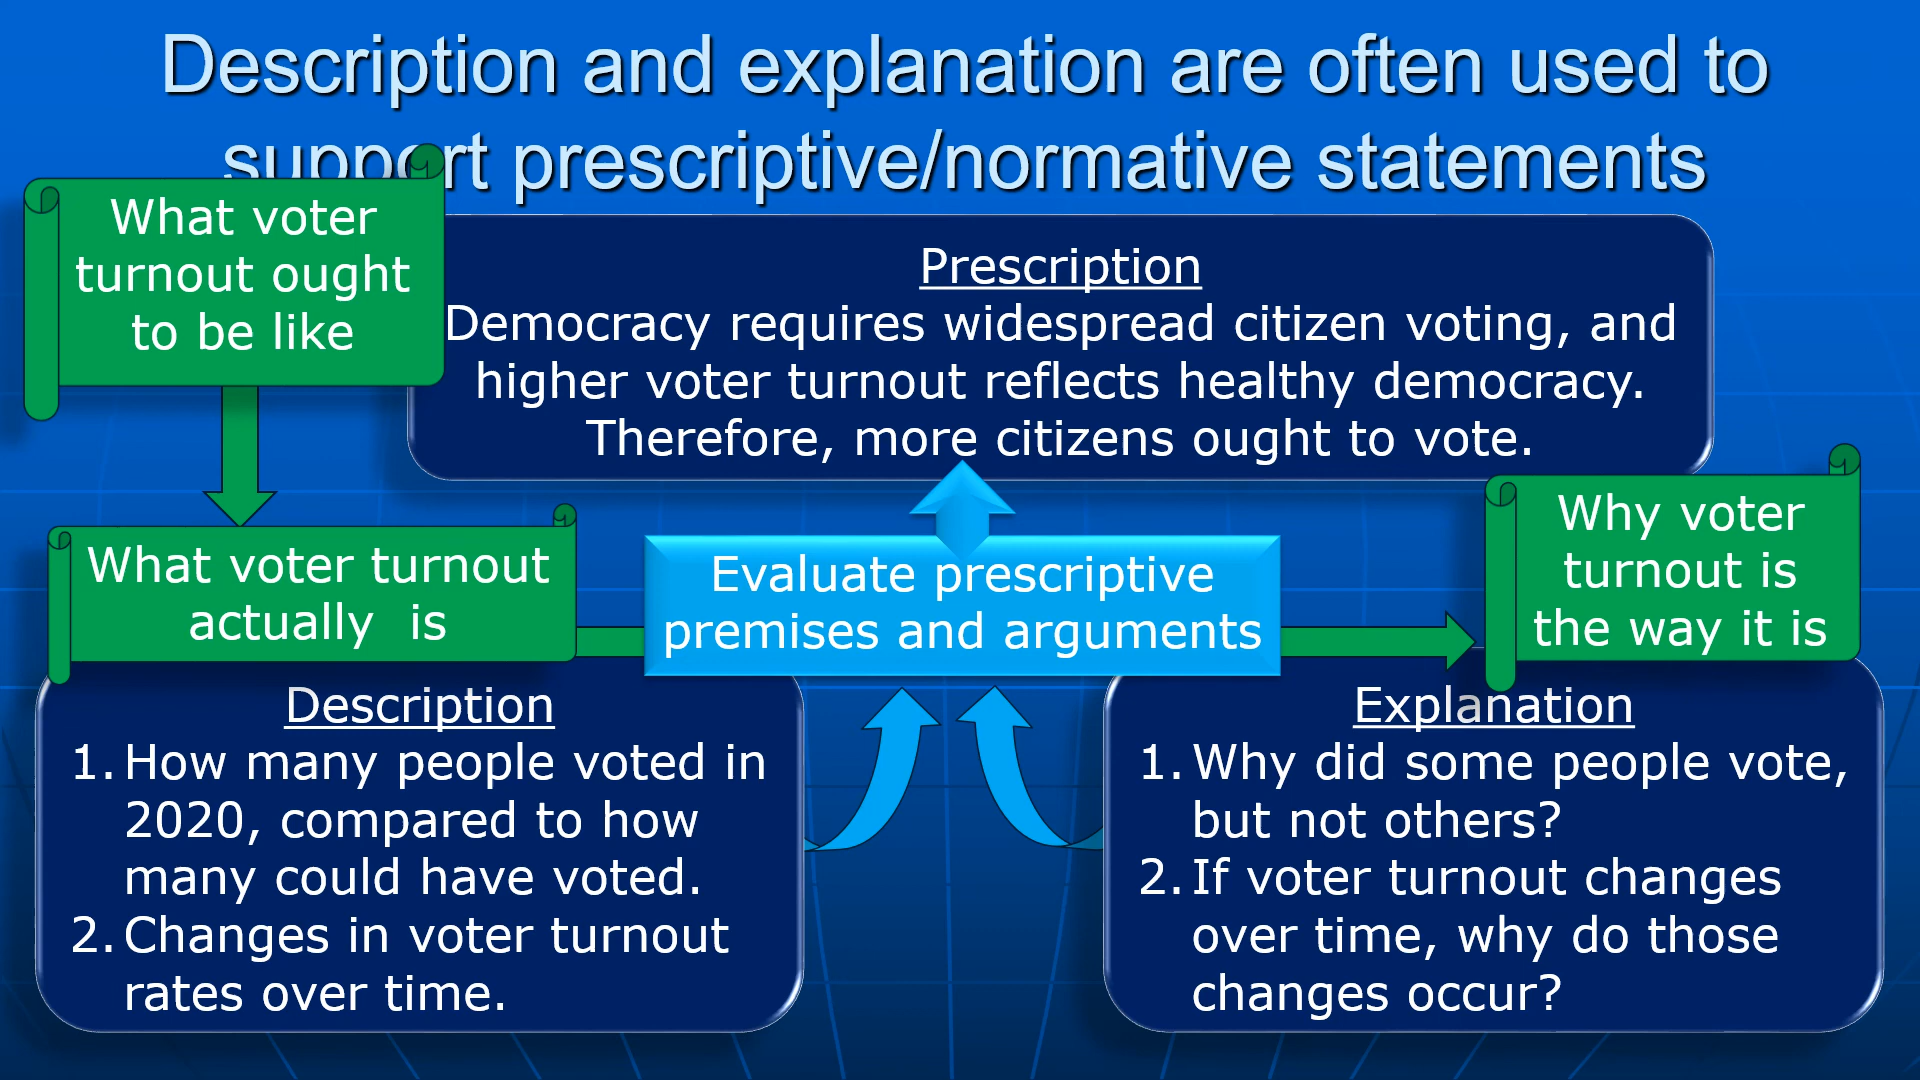 Description and explanation are often used to
support prescriptive/normative statements
What voter
turnout ought
to be like
Prescription
Democracy requires widespread citizen voting, and
higher voter turnout reflects healthy democracy.
Therefore, more citizens ought to vote.
What voter turnout
actually  is
Evaluate prescriptive
premises and arguments
Why voter
turnout is
the way it is
Description
1. How many people voted in
2020, compared to how
many could have voted.
2. Changes in voter turnout
rates over time.
Explanation
1. Why did some people vote,
but not others?
2. If voter turnout changes
over time, why do those
changes occur?